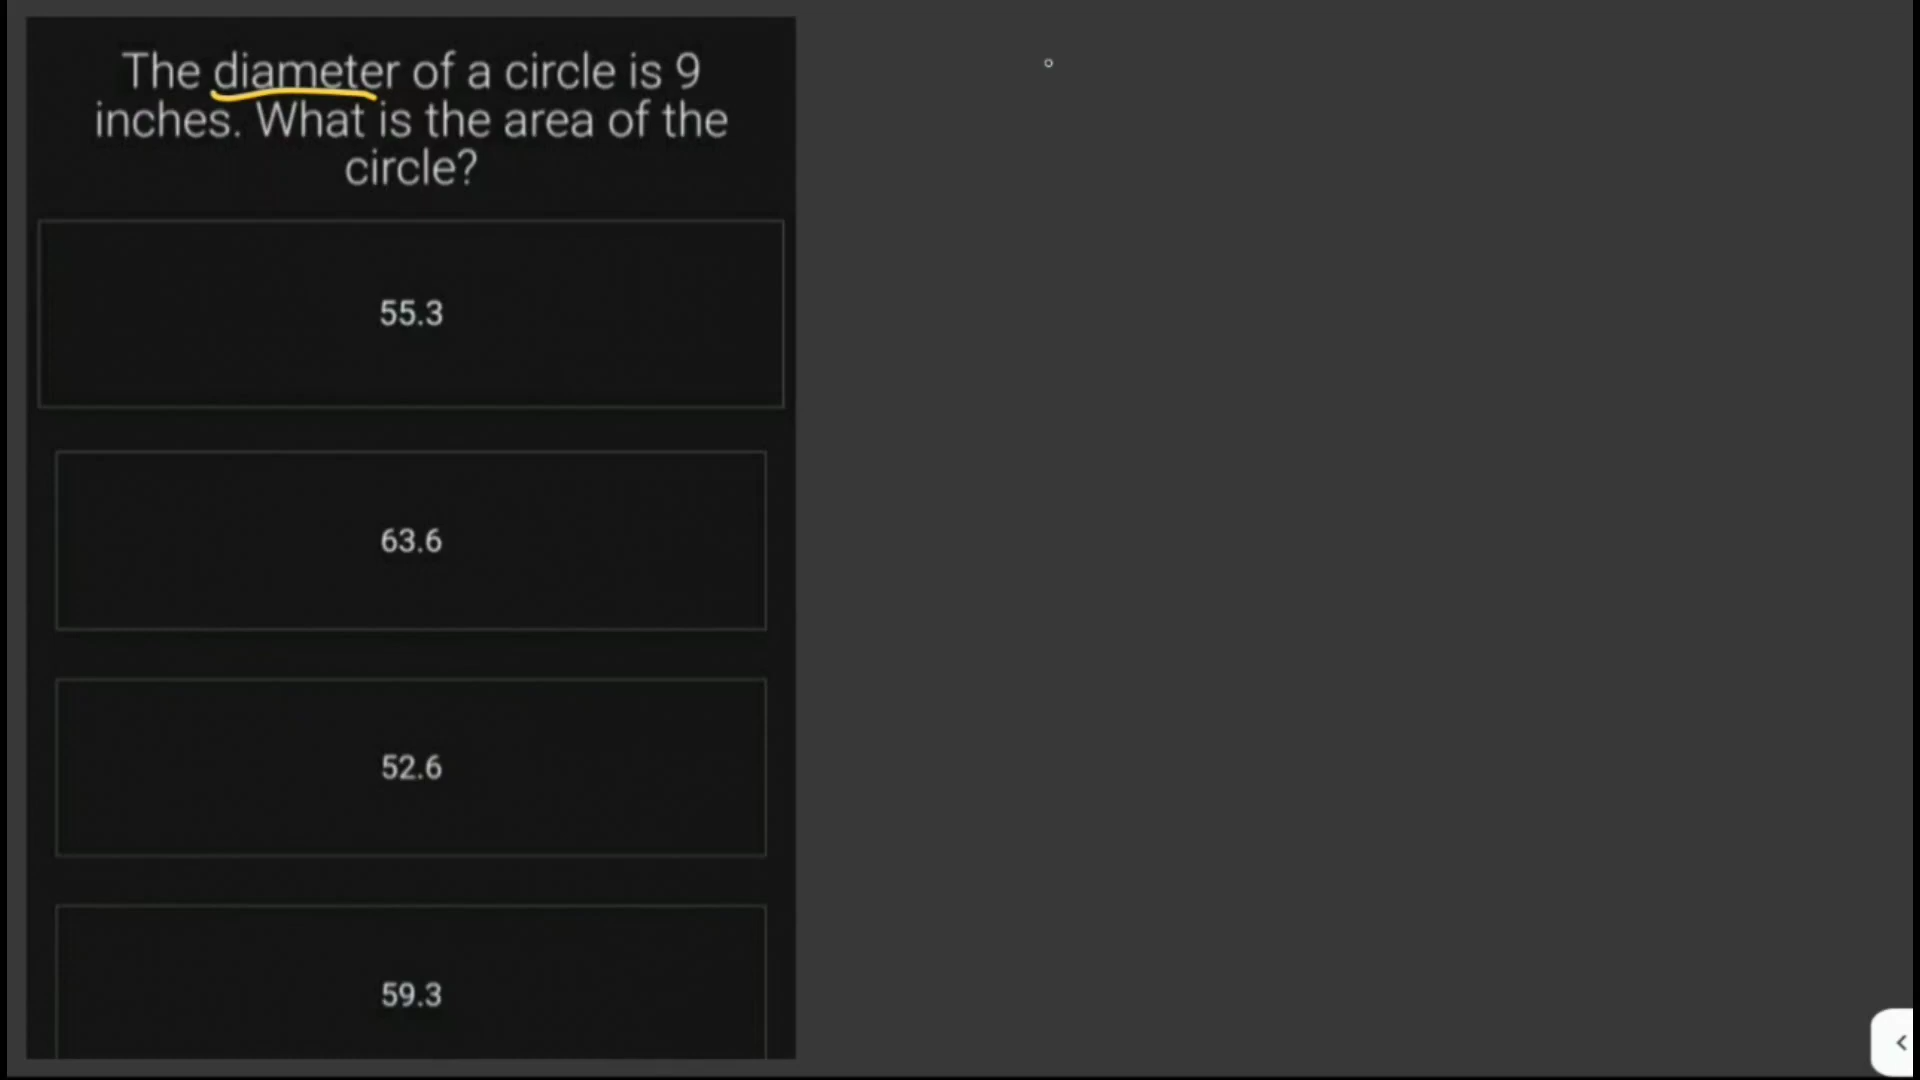 The diameter of a circle is 9
inches. What is the area of the
circle?
55.3
63.6
52.6
59.3